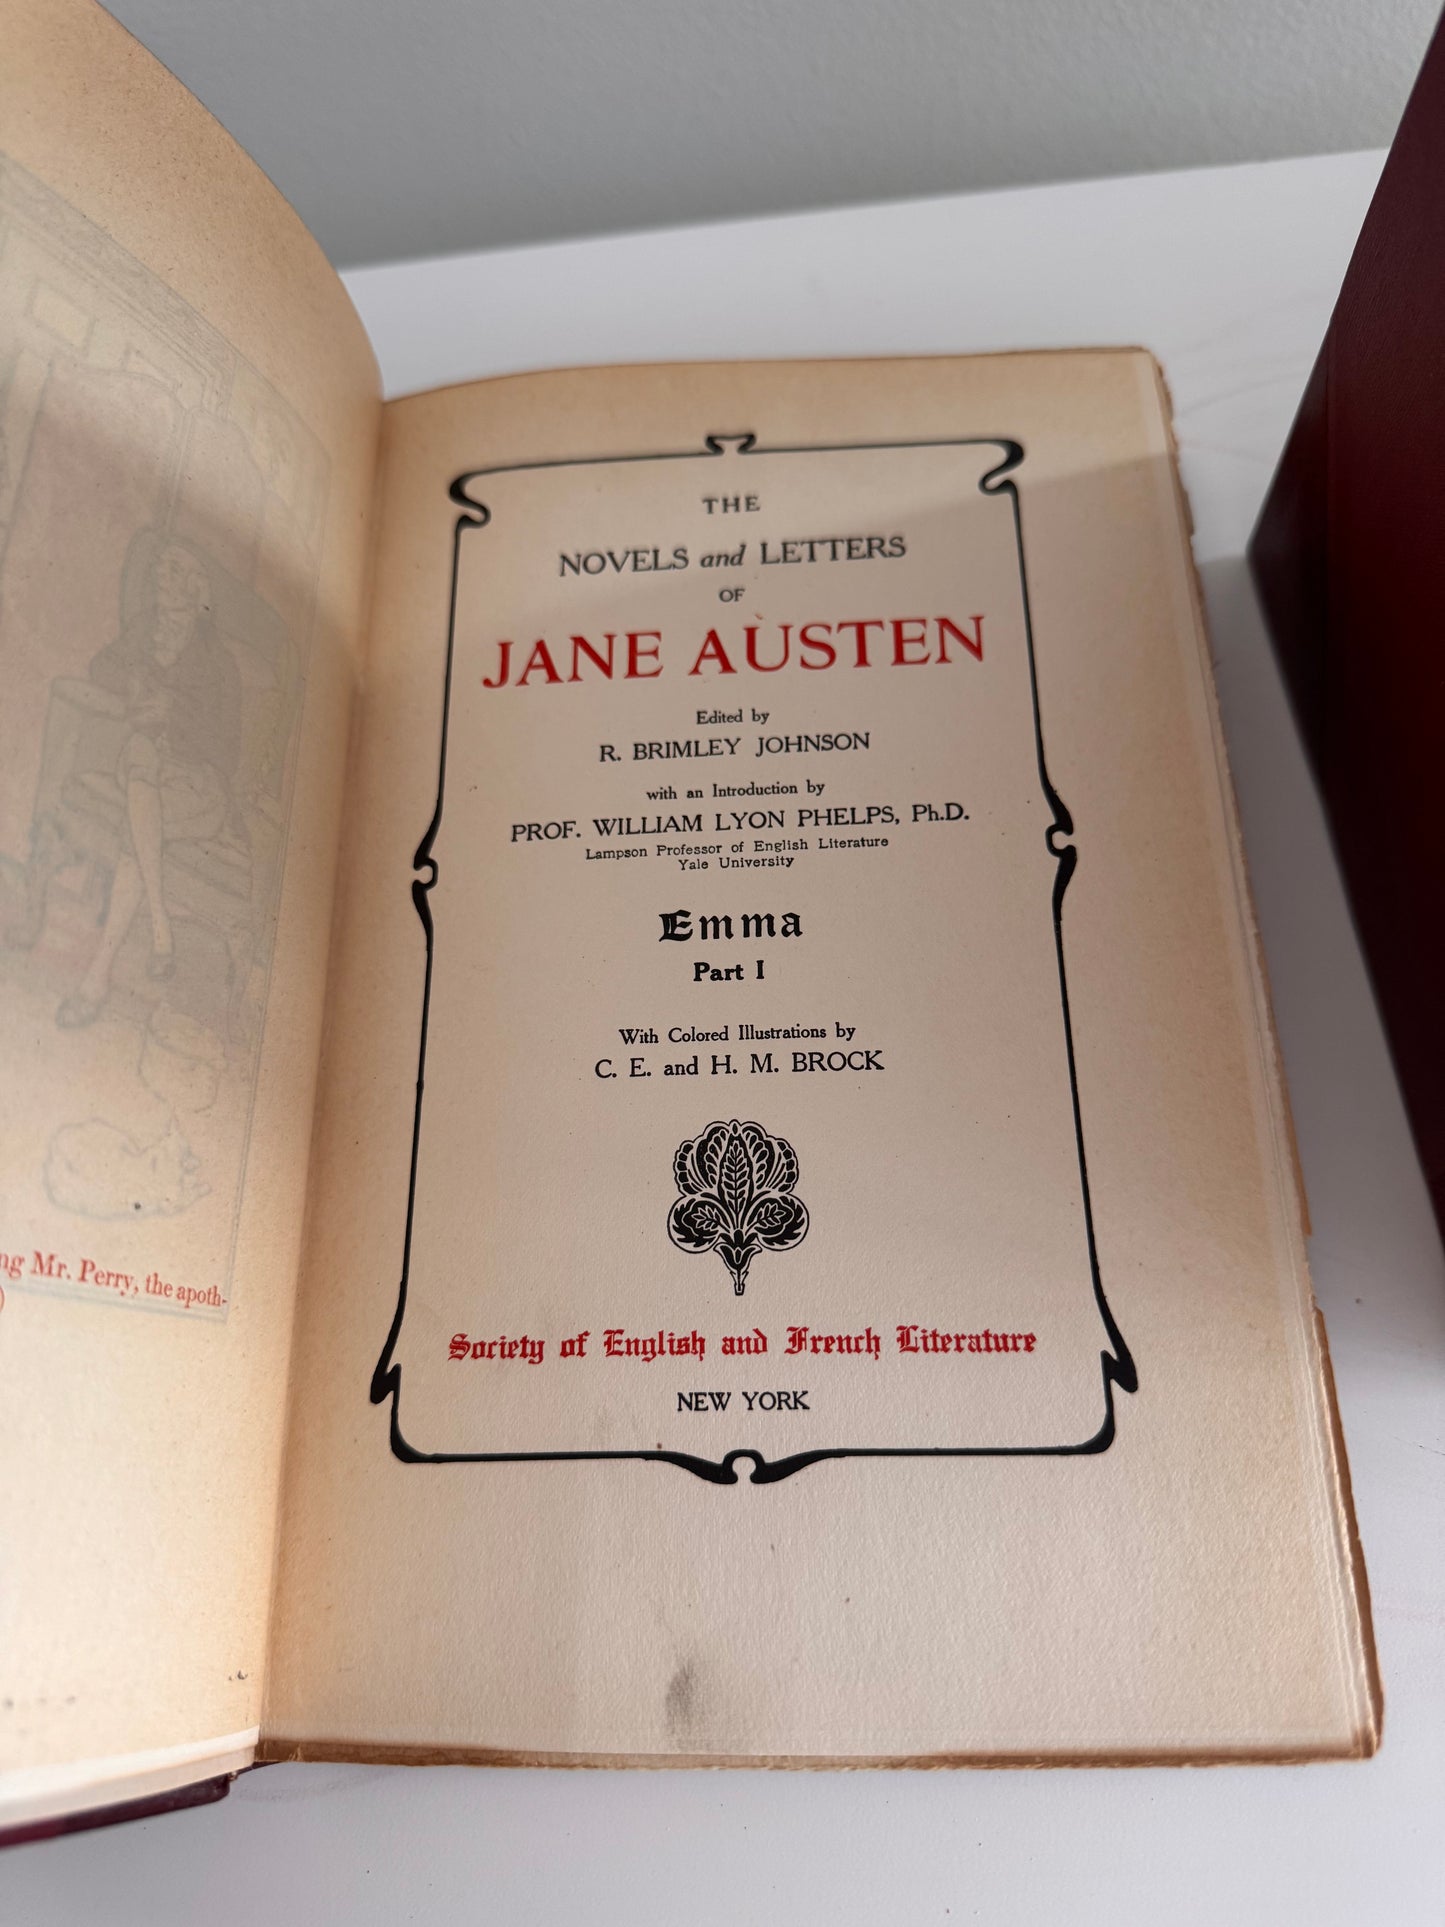 ng Mr. Perry, the apoth-
)
THE
NOVELS and LETTERS
OF
JANE AUSTEN
Edited by
R. BRIMLEY JOHNSON
with an Introduction by
PROF. WILLIAM LYON PHELPS, Ph.D.
Lampson Professor of English Literature
Yale University
Emma
Part I
With Colored Illustrations by
C. E. and H. M. BROCK
Society of English and French Literature
NEW YORK